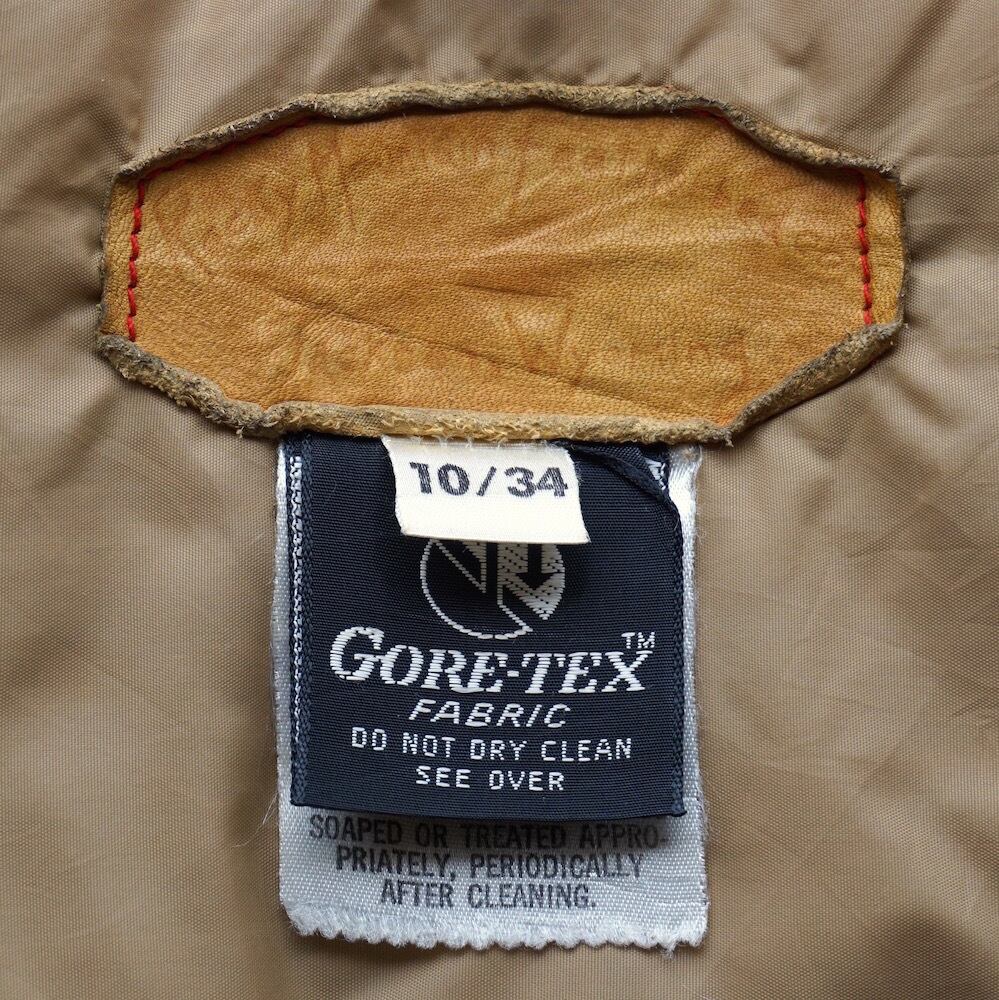 10/34
GORE-TEX™
FABRIC
DO NOT DRY CLEAN
SEE OVER
SOAPED OR TREATED APPRO-
PRIATELY, PERIODICALLY
AFTER CLEANING.